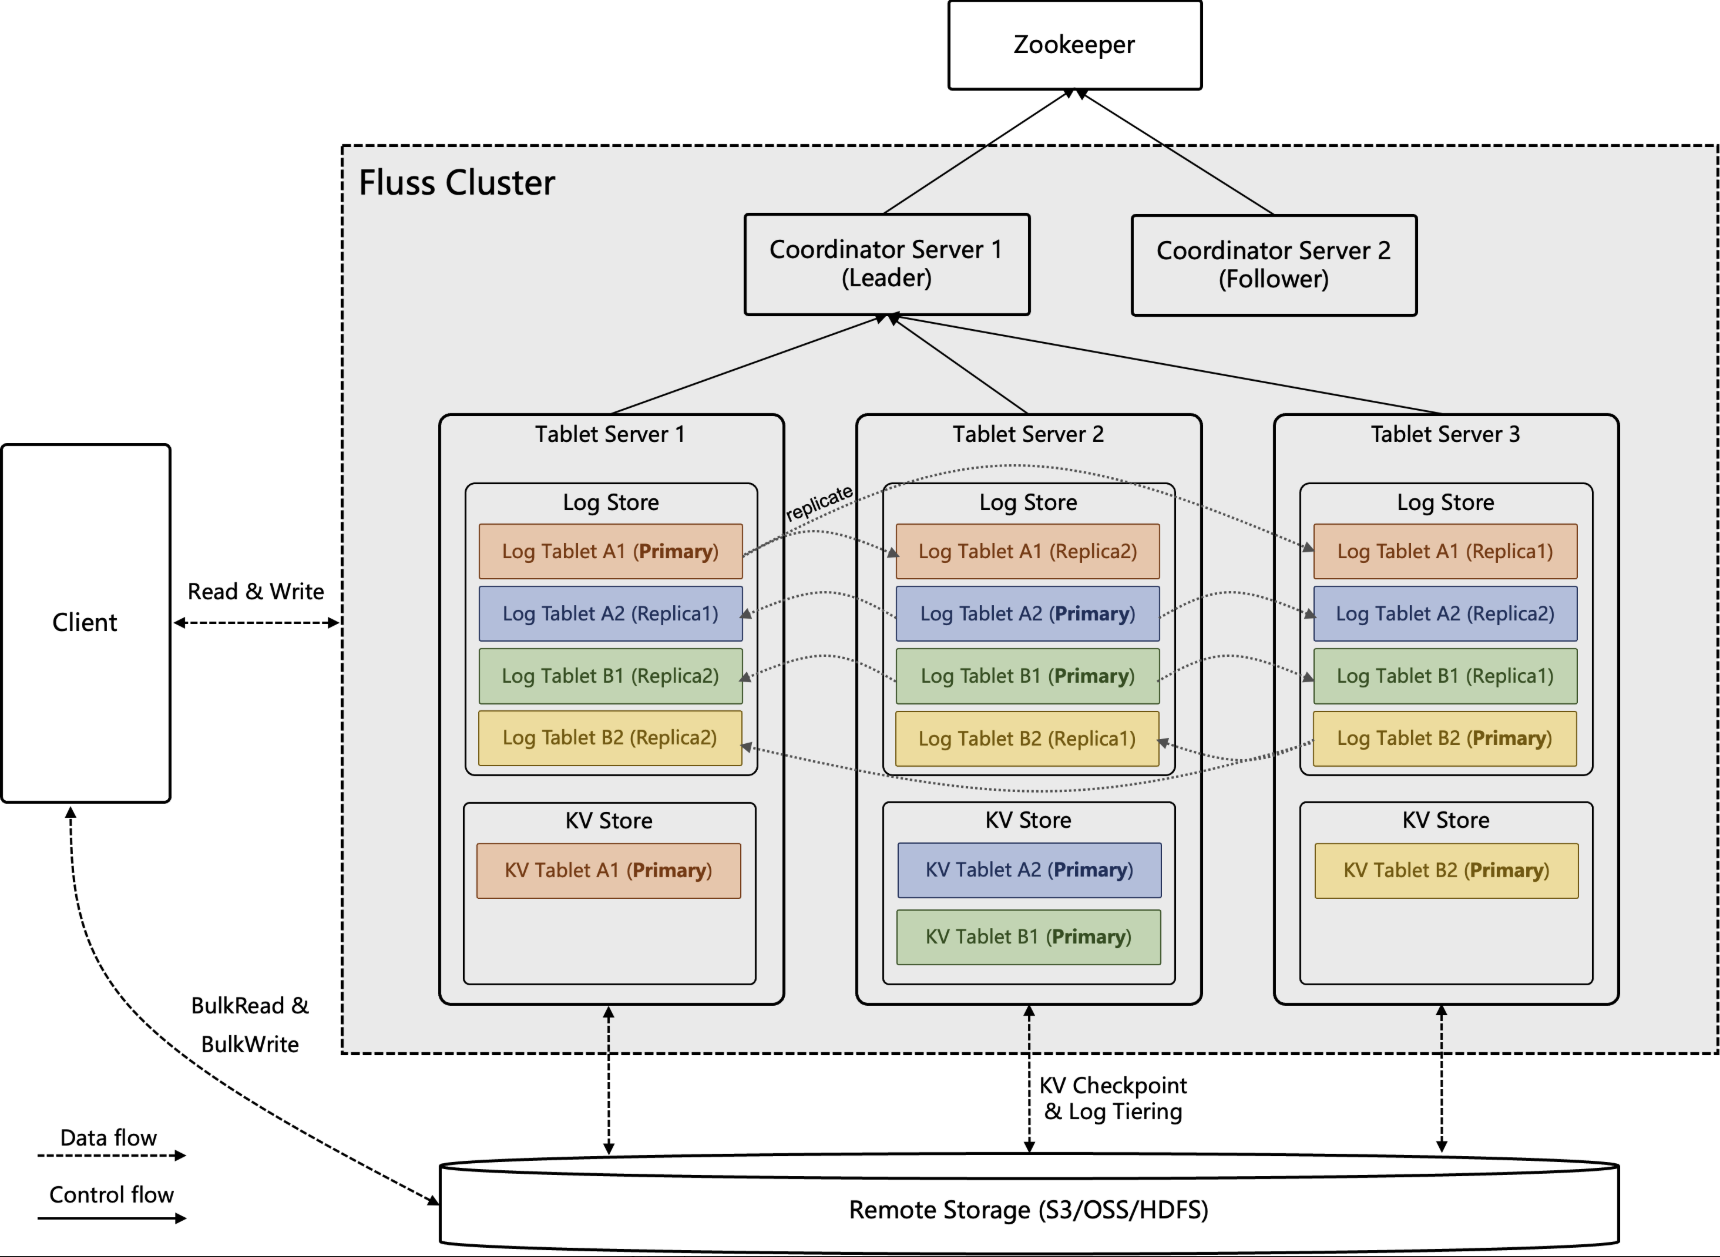 Zookeeper
Fluss Cluster
Coordinator Server 1
(Leader)
Coordinator Server 2
(Follower)
Tablet Server 1
Log Store
Log Tablet A1 (Primary)
Log Tablet A2 (Replica1)
Log Tablet B1 (Replica2)
Log Tablet B2 (Replica2)
KV Store
KV Tablet A1 (Primary)
replicate
Tablet Server 2
Log Store
Log Tablet A1 (Replica2)
Log Tablet A2 (Primary)
Log Tablet B1 (Primary)
Log Tablet B2 (Replica1)
KV Store
KV Tablet A2 (Primary)
KV Tablet B1 (Primary)
Tablet Server 3
Log Store
Log Tablet A1 (Replica1)
Log Tablet A2 (Replica2)
Log Tablet B1 (Replica1)
Log Tablet B2 (Primary)
KV Store
KV Tablet B2 (Primary)
Client
Read & Write
BulkRead &
BulkWrite
KV Checkpoint
& Log Tiering
Data flow
Control flow
Remote Storage (S3/OSS/HDFS)